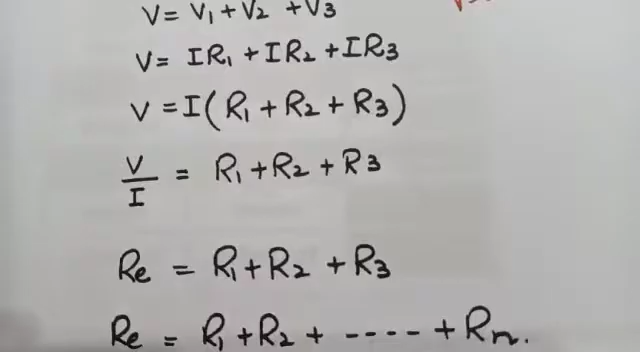 V = V1 + V2 + V3
V = IR1 + IR2 + IR3
V = I(R1 + R2 + R3)
V/I = R1 + R2 + R3
Re = R1 + R2 + R3
Re = R1 + R2 + ----- + Rn.